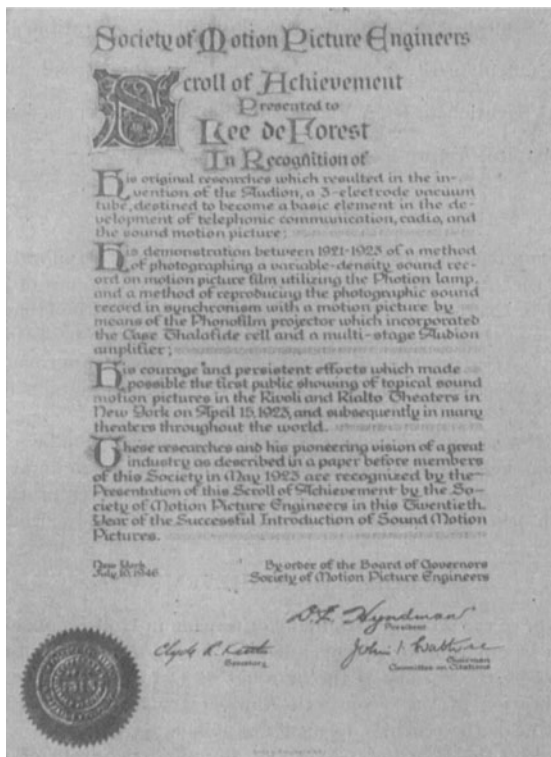 Society of Motion Picture Engineers
Scroll of Achievement
Presented to
Lee de Forest
In Recognition of
His original researches which resulted in the in-
vention of the Audion, a 3-electrode vacuum
tube, destined to become a basic element in the de-
velopment of telephonic communication, radio, and
the sound motion picture;
His demonstration between 1921-1923 of a method
of photographing a variable-density sound rec-
ord on motion picture film utilizing the Photion lamp,
and a method of reproducing the photographic sound
record in synchronism with a motion picture by
means of the Phonofilm projector which incorporated
the Case Thalafide cell and a multi-stage Audion
amplifier;
His courage and persistent efforts which made
possible the first public showing of topical sound
motion pictures in the Rivoli and Rialto Theaters in
New York on April 15, 1923, and subsequently in many
theaters throughout the world.
These researches and his pioneering vision of a great
industry as described in a paper before members
of this Society in May 1923 are recognized by the
Presentation of this Scroll of Achievement by the So-
ciety of Motion Picture Engineers in this Twentieth
Year of the Successful Introduction of Sound Motion
Pictures.
New York
July 10, 1946
By order of the Board of Governors
Society of Motion Picture Engineers
D. E. Hyndman
President
Clyde R. Keith
Secretary
John I.
Chairman
Committee on Citations